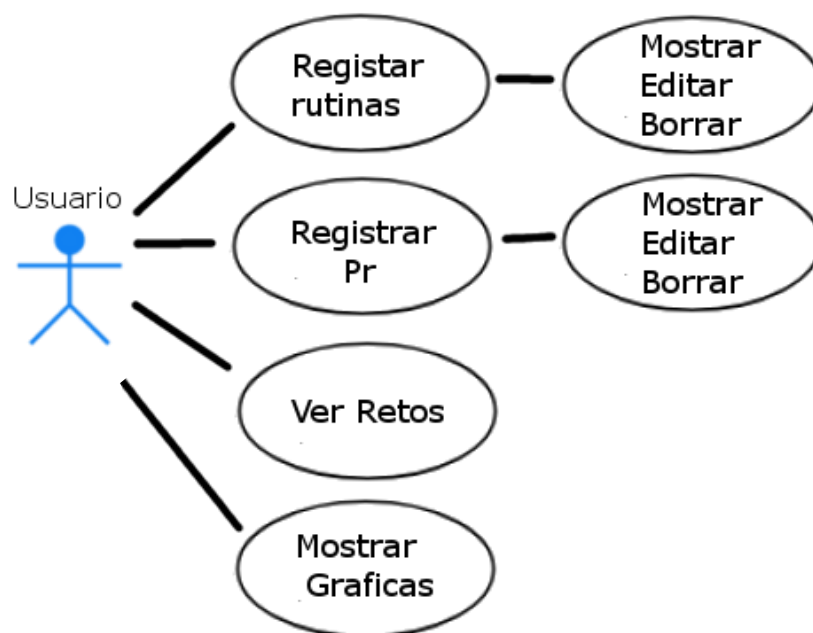 Registar
rutinas
Mostrar
Editar
Borrar
Usuario
Registrar
Pr
Mostrar
Editar
Borrar
Ver Retos
Mostrar
Graficas